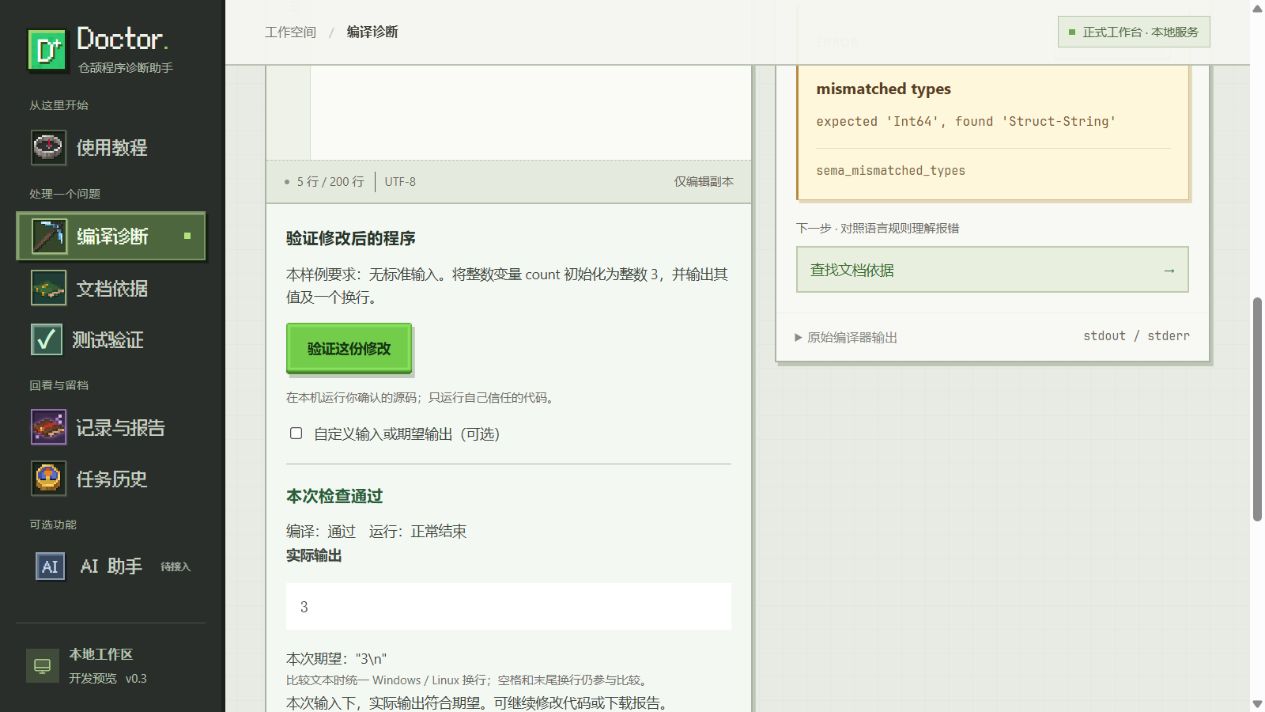 Doctor.
仓颉程序诊断助手
从这里开始
使用教程
处理一个问题
编译诊断
文档依据
测试验证
回看与留档
记录与报告
任务历史
可选功能
AI
AI 助手 待接入
本地工作区
开发预览 v0.3
工作空间 / 编译诊断
正式工作台 · 本地服务
5 行 / 200 行
UTF-8
仅编辑副本
验证修改后的程序
本样例要求：无标准输入。将整数变量 count 初始化为整数 3，并输出其
值及一个换行。
验证这份修改
在本机运行你确认的源码；只运行自己信任的代码。
自定义输入或期望输出（可选）
本次检查通过
编译：通过 运行：正常结束
实际输出
3
本次期望："3\n"
比较文本时统一 Windows / Linux 换行；空格和末尾换行仍参与比较。
本次输入下，实际输出符合期望。可继续修改代码或下载报告。
mismatched types
expected 'Int64', found 'Struct-String'
sema_mismatched_types
下一步 · 对照语言规则理解报错
查找文档依据 →
原始编译器输出
stdout / stderr